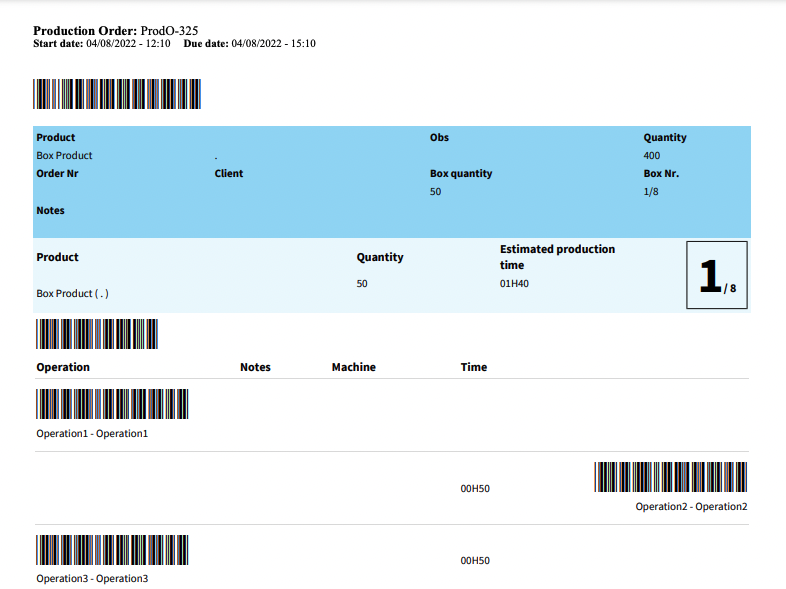 Production Order: ProdO-325
Start date: 04/08/2022 - 12:10 Due date: 04/08/2022 - 15:10
Product Obs Quantity
Box Product . 400
Order Nr Client Box quantity Box Nr.
50 1/8
Notes
Product Quantity Estimated production time
Box Product ( . ) 50 01H40
1/ 8
Operation Notes Machine Time
Operation1 - Operation1
00H50
Operation2 - Operation2
00H50
Operation3 - Operation3